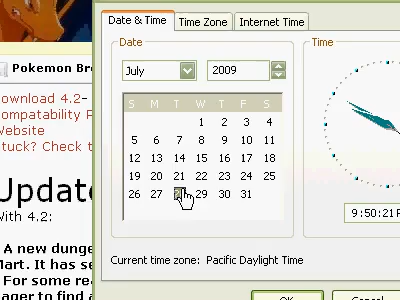 Date & Time Time Zone Internet Time
Date
July 2009
S M T W T F S
1 2 3 4
5 6 7 8 9 10 11
12 13 14 15 16 17 18
19 20 21 22 23 24 25
26 27 29 30 31
Time
9:50:21
Current time zone: Pacific Daylight Time
OK Cancel
Pokemon Br
ownload 4.2-
ompatability P
Website
tuck? Check t
Update
With 4.2:
A new dunge
Mart. It has se
For some rea
ager to find a